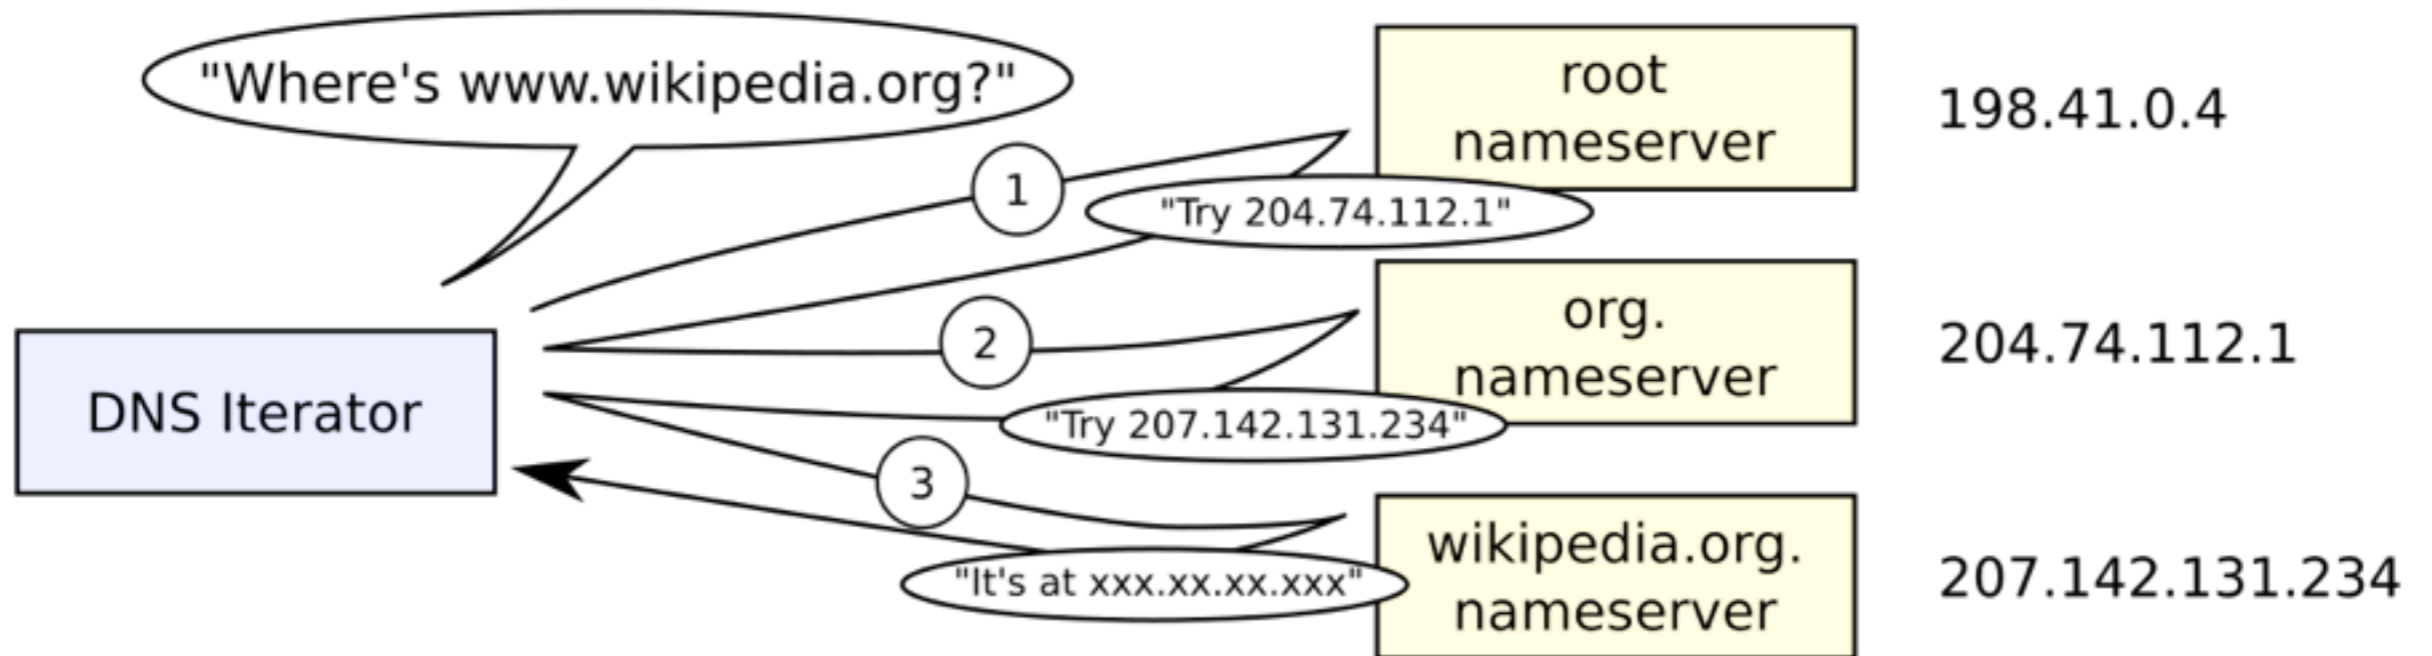 "Where's www.wikipedia.org?"
root
nameserver
198.41.0.4
1
"Try 204.74.112.1"
org.
nameserver
204.74.112.1
2
"Try 207.142.131.234"
DNS Iterator
3
wikipedia.org.
nameserver
207.142.131.234
"It's at xxx.xx.xx.xxx"